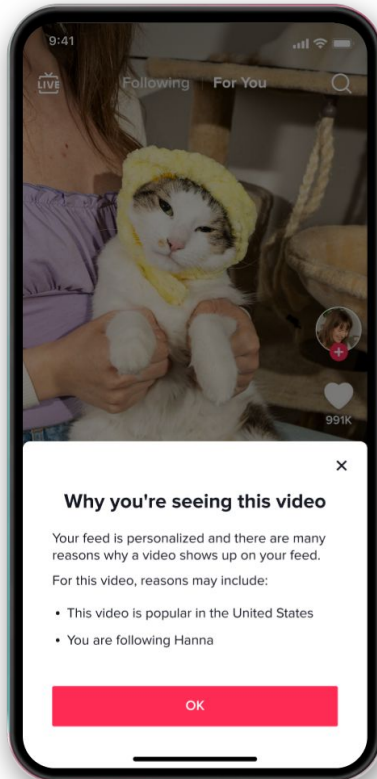 9:41
LIVE
Following
For You
991K
Why you're seeing this video
Your feed is personalized and there are many
reasons why a video shows up on your feed.
For this video, reasons may include:
• This video is popular in the United States
• You are following Hanna
OK